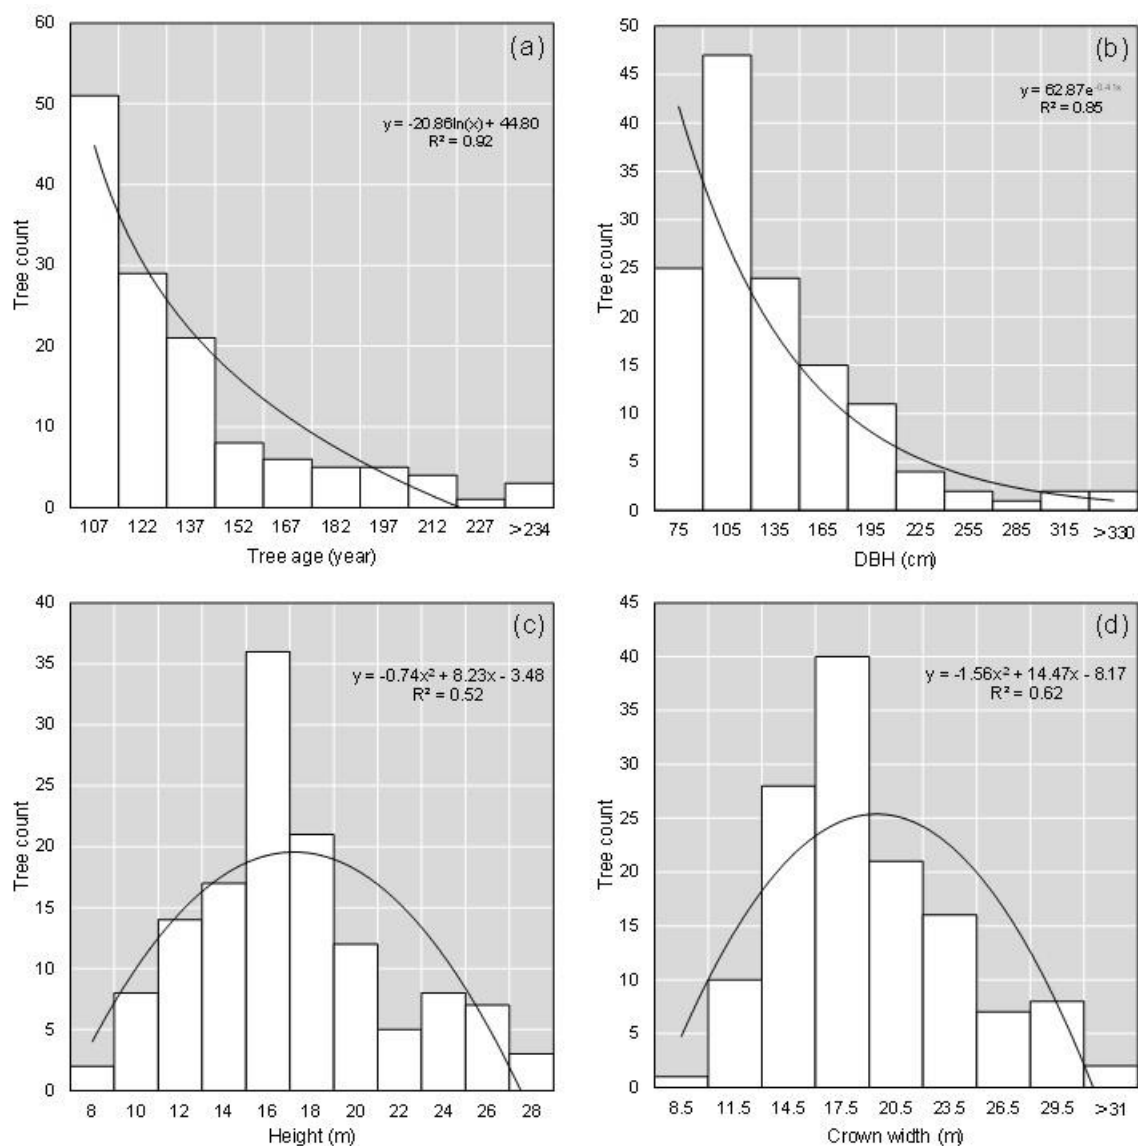 60
50
40
30
20
10
0
Tree count
(a)
y = -20.86ln(x) + 44.80
R² = 0.92
107 122 137 152 167 182 197 212 227 >234
Tree age (year)
50
45
40
35
30
25
20
15
10
5
0
Tree count
(b)
y = 62.87e^-0.41x
R² = 0.85
75 105 135 165 195 225 255 285 315 >330
DBH (cm)
40
35
30
25
20
15
10
5
0
Tree count
(c)
y = -0.74x² + 8.23x - 3.48
R² = 0.52
8 10 12 14 16 18 20 22 24 26 28
Height (m)
45
40
35
30
25
20
15
10
5
0
Tree count
(d)
y = -1.56x² + 14.47x - 8.17
R² = 0.62
8.5 11.5 14.5 17.5 20.5 23.5 26.5 29.5 >31
Crown width (m)